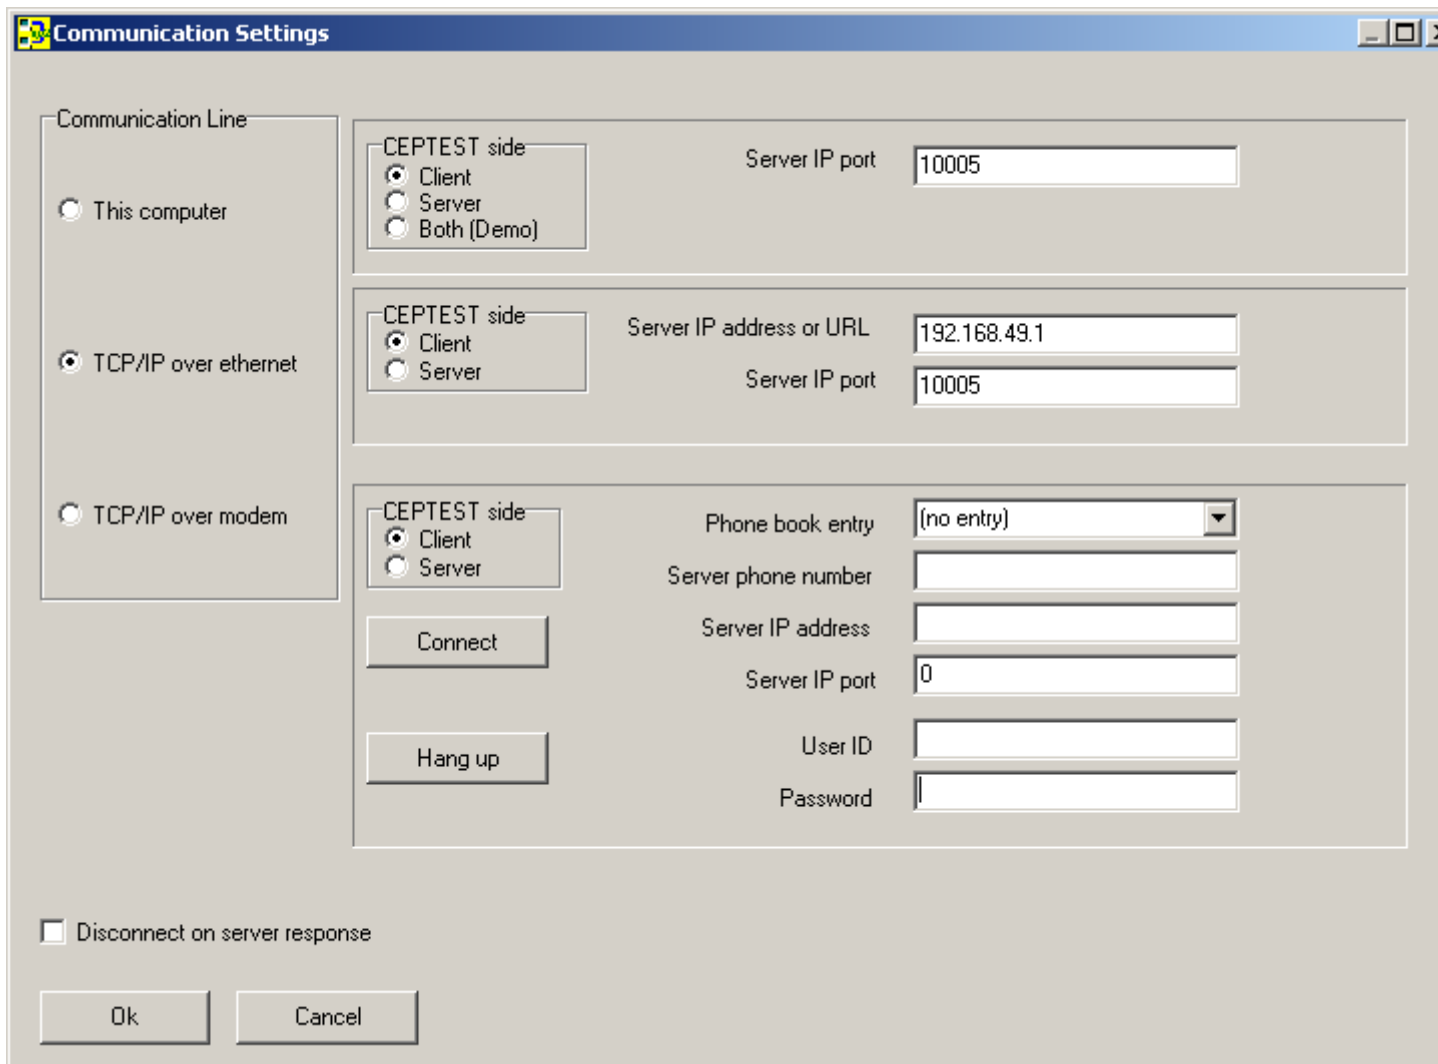 Communication Settings
Communication Line
This computer
TCP/IP over ethernet
TCP/IP over modem
CEPTEST side
Client
Server
Both (Demo)
Server IP port 10005
CEPTEST side
Client
Server
Server IP address or URL 192.168.49.1
Server IP port 10005
CEPTEST side
Client
Server
Connect
Hang up
Phone book entry (no entry)
Server phone number
Server IP address
Server IP port 0
User ID
Password
Disconnect on server response
Ok Cancel